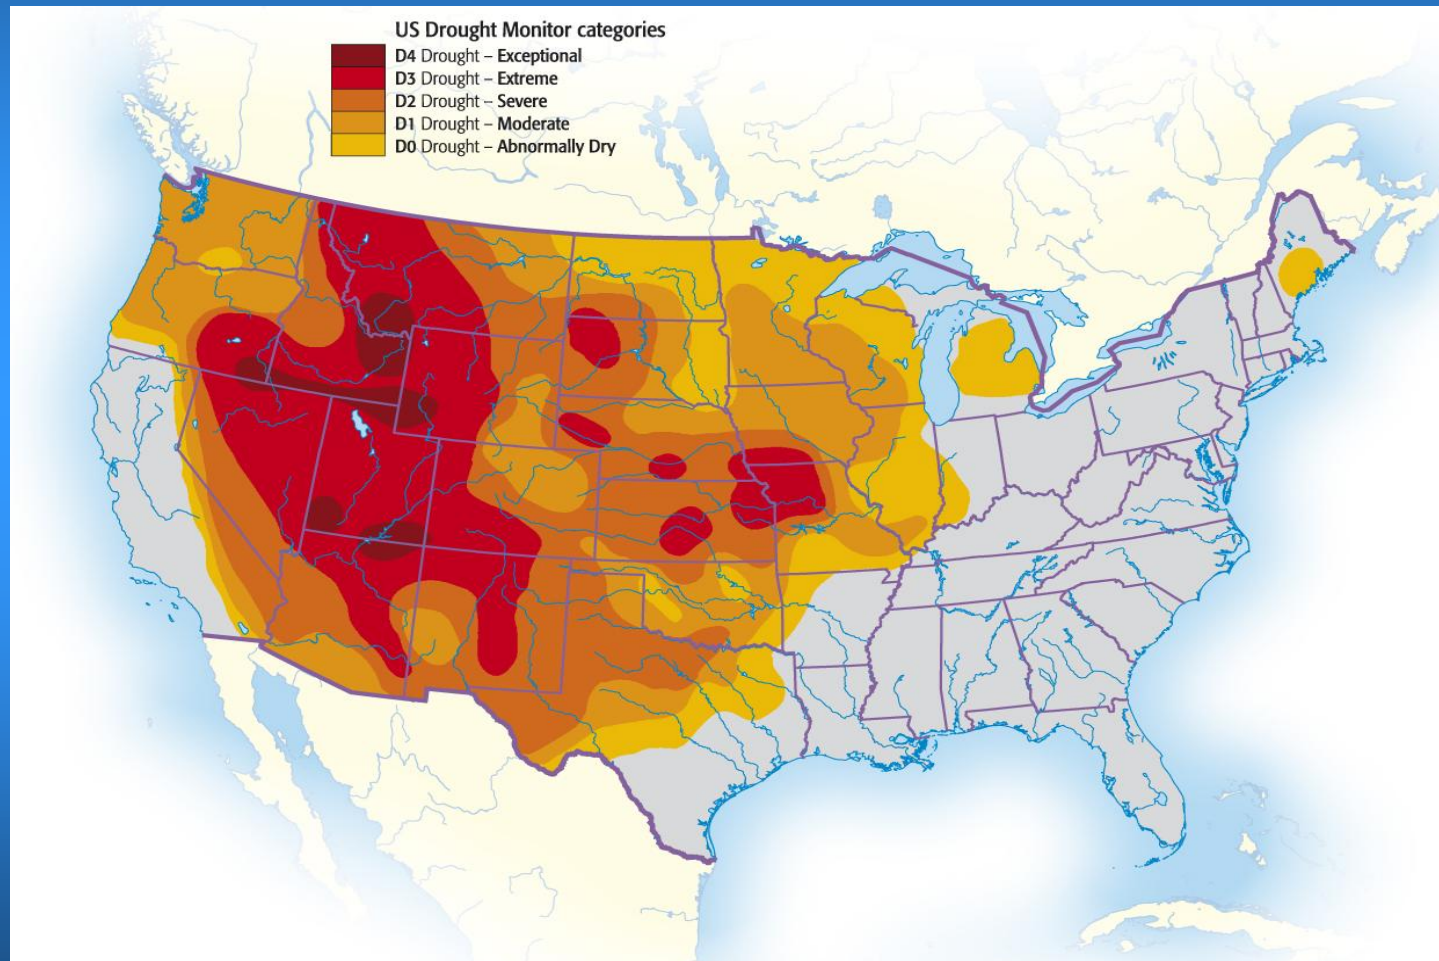 US Drought Monitor categories
D4 Drought – Exceptional
D3 Drought – Extreme
D2 Drought – Severe
D1 Drought – Moderate
D0 Drought – Abnormally Dry